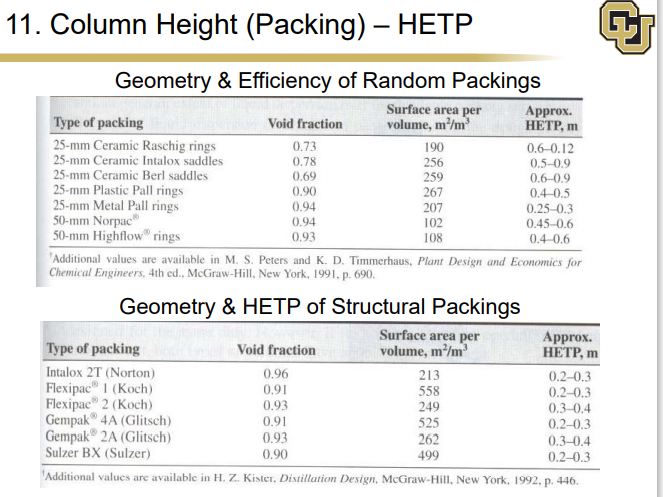 11. Column Height (Packing) – HETP
CU
Geometry & Efficiency of Random Packings
Type of packing Void fraction Surface area per volume, m²/m³ Approx. HETP, m
25-mm Ceramic Raschig rings 0.73 190 0.6–0.12
25-mm Ceramic Intalox saddles 0.78 256 0.5–0.9
25-mm Ceramic Berl saddles 0.69 259 0.6–0.9
25-mm Plastic Pall rings 0.90 267 0.4–0.5
25-mm Metal Pall rings 0.94 207 0.25–0.3
50-mm Norpac® 0.94 102 0.45–0.6
50-mm Highflow® rings 0.93 108 0.4–0.6
¹Additional values are available in M. S. Peters and K. D. Timmerhaus, Plant Design and Economics for
Chemical Engineers, 4th ed., McGraw-Hill, New York, 1991, p. 690.
Geometry & HETP of Structural Packings
Type of packing Void fraction Surface area per volume, m²/m³ Approx. HETP, m
Intalox 2T (Norton) 0.96 213 0.2–0.3
Flexipac® 1 (Koch) 0.91 558 0.2–0.3
Flexipac® 2 (Koch) 0.93 249 0.3–0.4
Gempak® 4A (Glitsch) 0.91 525 0.2–0.3
Gempak® 2A (Glitsch) 0.93 262 0.3–0.4
Sulzer BX (Sulzer) 0.90 499 0.2–0.3
¹Additional values are available in H. Z. Kister, Distillation Design, McGraw-Hill, New York, 1992, p. 446.